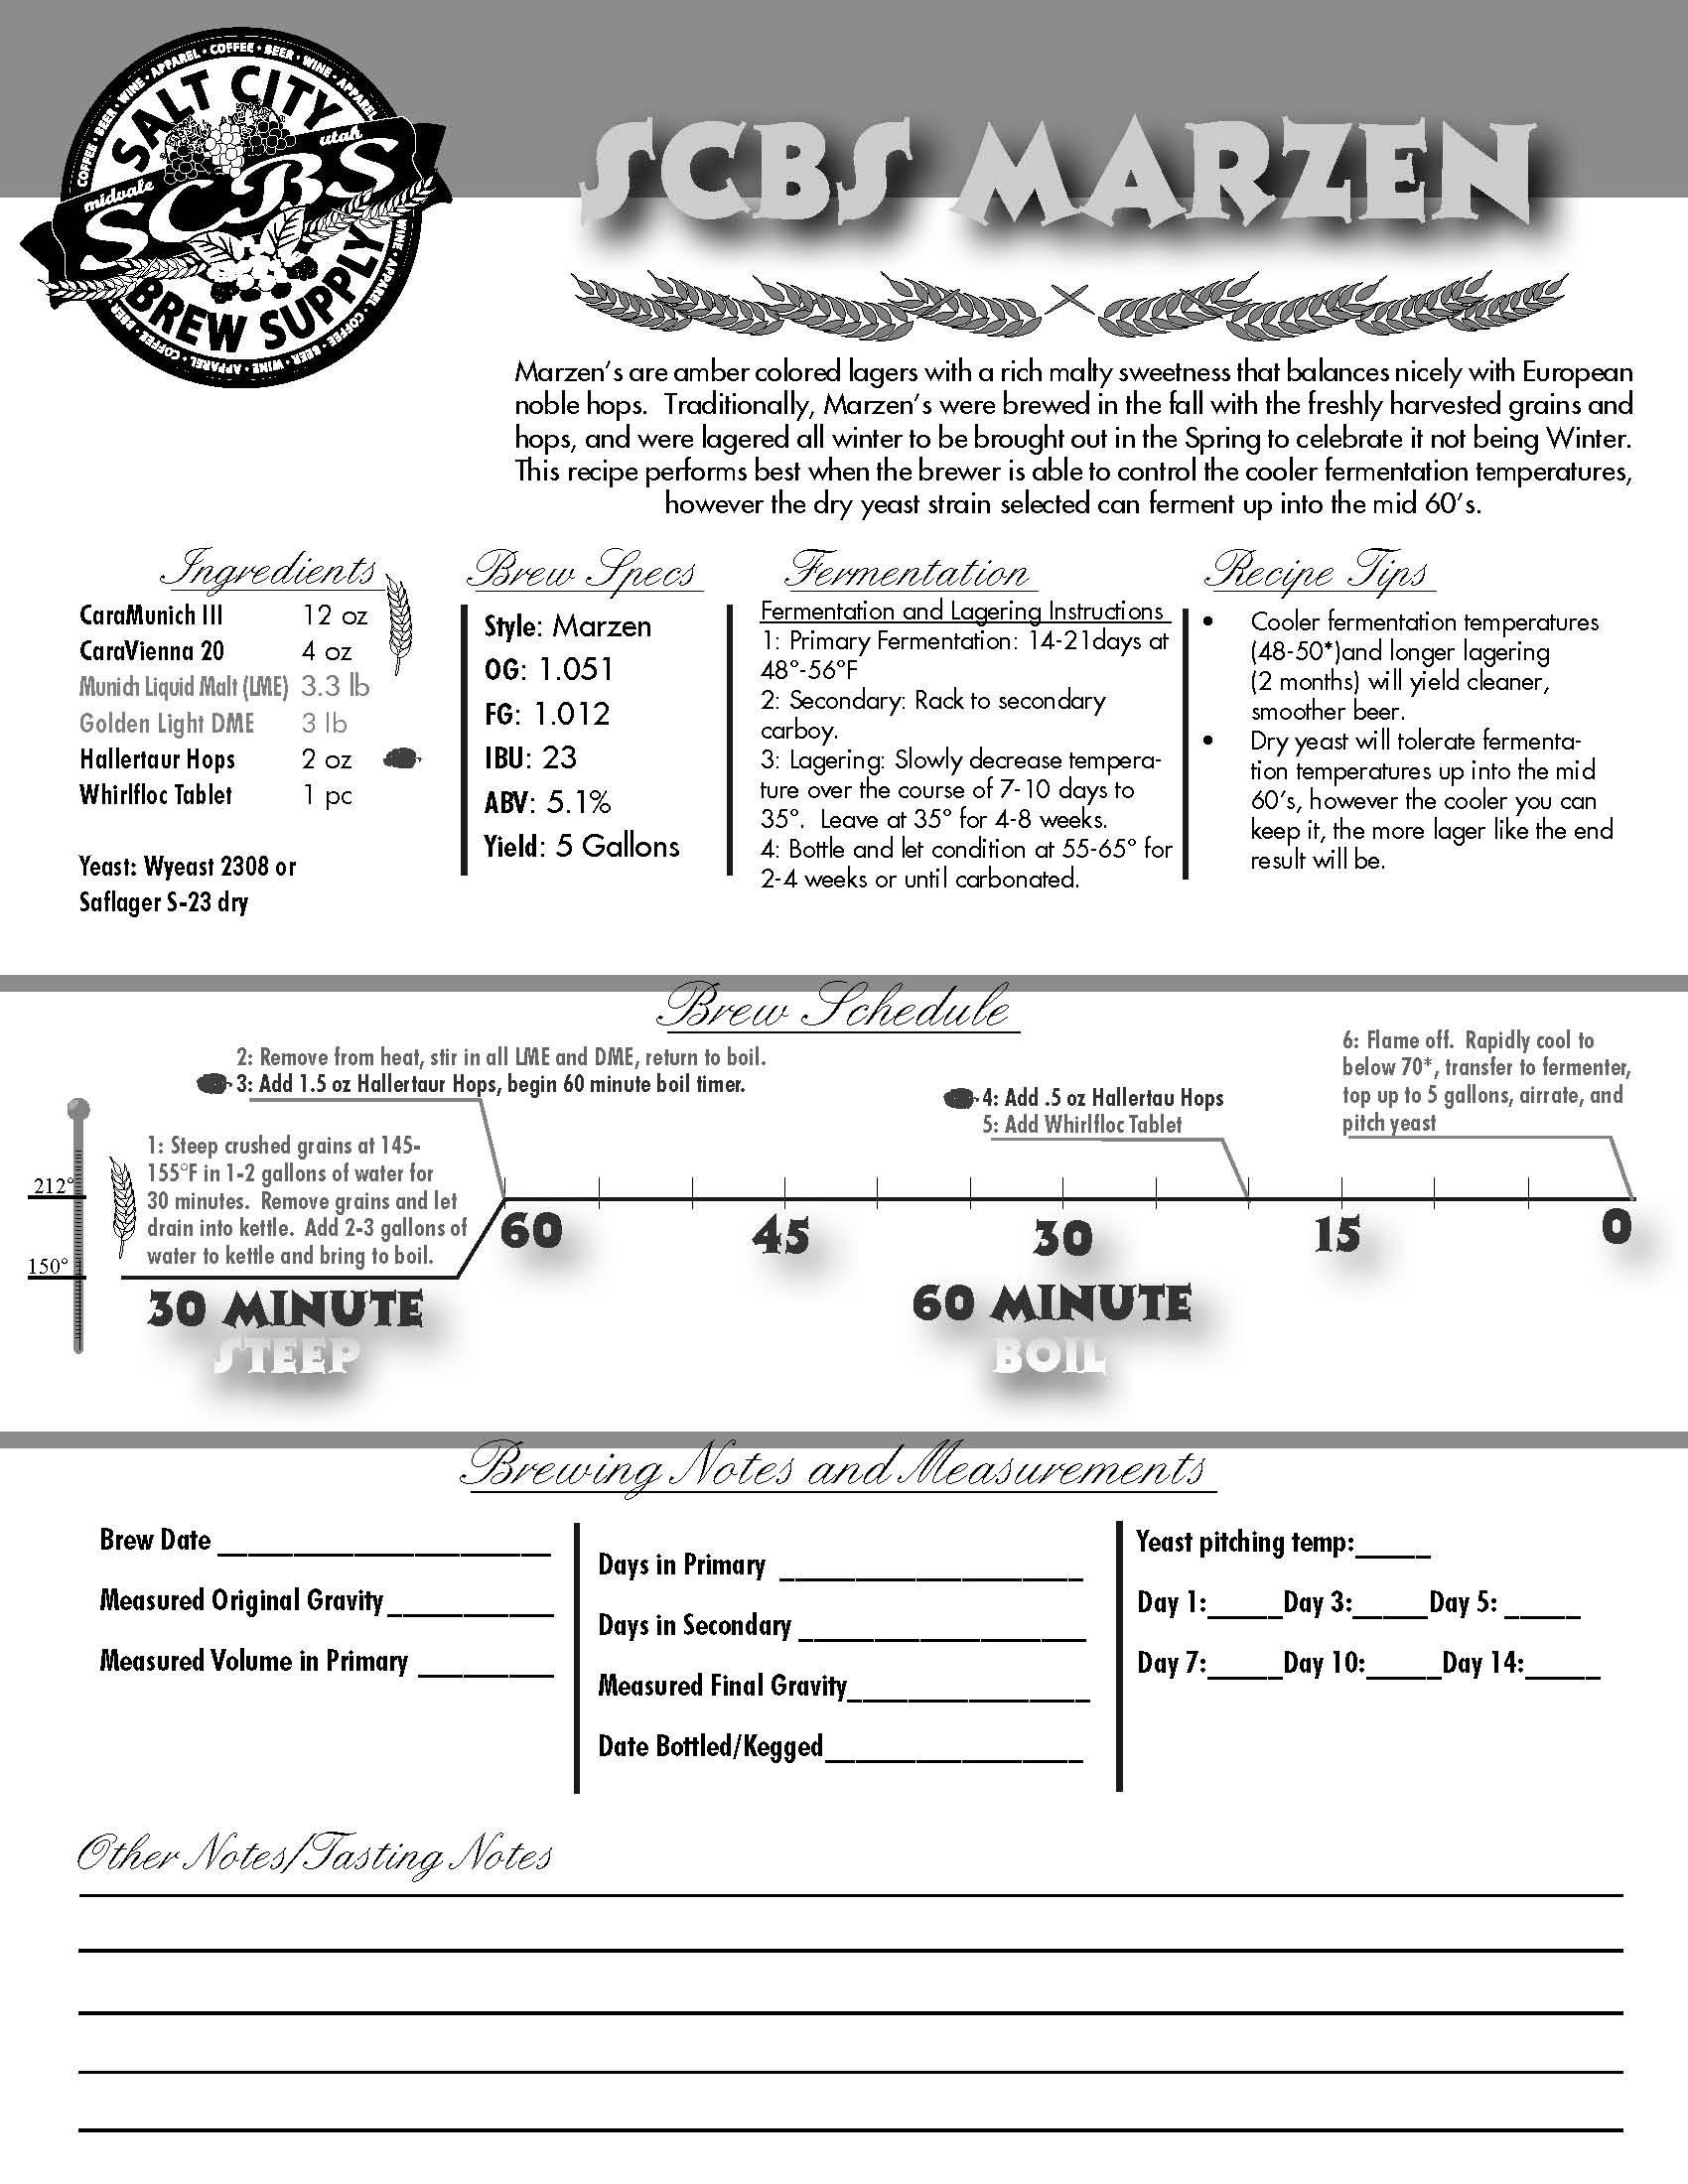 COFFEE • BEER • WINE • APPAREL • COFFEE • BEER • WINE • APPAREL
SALT CITY
midvale SCBS utah
BREW SUPPLY
SCBS MARZEN
Marzen's are amber colored lagers with a rich malty sweetness that balances nicely with European
noble hops.  Traditionally, Marzen's were brewed in the fall with the freshly harvested grains and
hops, and were lagered all winter to be brought out in the Spring to celebrate it not being Winter.
This recipe performs best when the brewer is able to control the cooler fermentation temperatures,
however the dry yeast strain selected can ferment up into the mid 60's.
Ingredients
CaraMunich III 12 oz
CaraVienna 20 4 oz
Munich Liquid Malt (LME) 3.3 lb
Golden Light DME 3 lb
Hallertaur Hops 2 oz
Whirlfloc Tablet 1 pc
Yeast: Wyeast 2308 or
Saflager S-23 dry
Brew Specs
Style: Marzen
OG: 1.051
FG: 1.012
IBU: 23
ABV: 5.1%
Yield: 5 Gallons
Fermentation
Fermentation and Lagering Instructions
1: Primary Fermentation: 14-21days at
48°-56°F
2: Secondary: Rack to secondary
carboy.
3: Lagering: Slowly decrease tempera-
ture over the course of 7-10 days to
35°.  Leave at 35° for 4-8 weeks.
4: Bottle and let condition at 55-65° for
2-4 weeks or until carbonated.
Recipe Tips
• Cooler fermentation temperatures
(48-50*)and longer lagering
(2 months) will yield cleaner,
smoother beer.
• Dry yeast will tolerate fermenta-
tion temperatures up into the mid
60's, however the cooler you can
keep it, the more lager like the end
result will be.
Brew Schedule
2: Remove from heat, stir in all LME and DME, return to boil.
3: Add 1.5 oz Hallertaur Hops, begin 60 minute boil timer.
4: Add .5 oz Hallertau Hops
5: Add Whirlfloc Tablet
6: Flame off.  Rapidly cool to
below 70*, transfer to fermenter,
top up to 5 gallons, airrate, and
pitch yeast
1: Steep crushed grains at 145-
155°F in 1-2 gallons of water for
30 minutes.  Remove grains and let
drain into kettle.  Add 2-3 gallons of
water to kettle and bring to boil.
212°
150°
60 45 30 15 0
30 MINUTE
STEEP
60 MINUTE
BOIL
Brewing Notes and Measurements
Brew Date ______________________
Measured Original Gravity___________
Measured Volume in Primary _________
Days in Primary ____________________
Days in Secondary ___________________
Measured Final Gravity________________
Date Bottled/Kegged_________________
Yeast pitching temp:_____
Day 1:_____Day 3:_____Day 5: _____
Day 7:_____Day 10:_____Day 14:_____
Other Notes/Tasting Notes